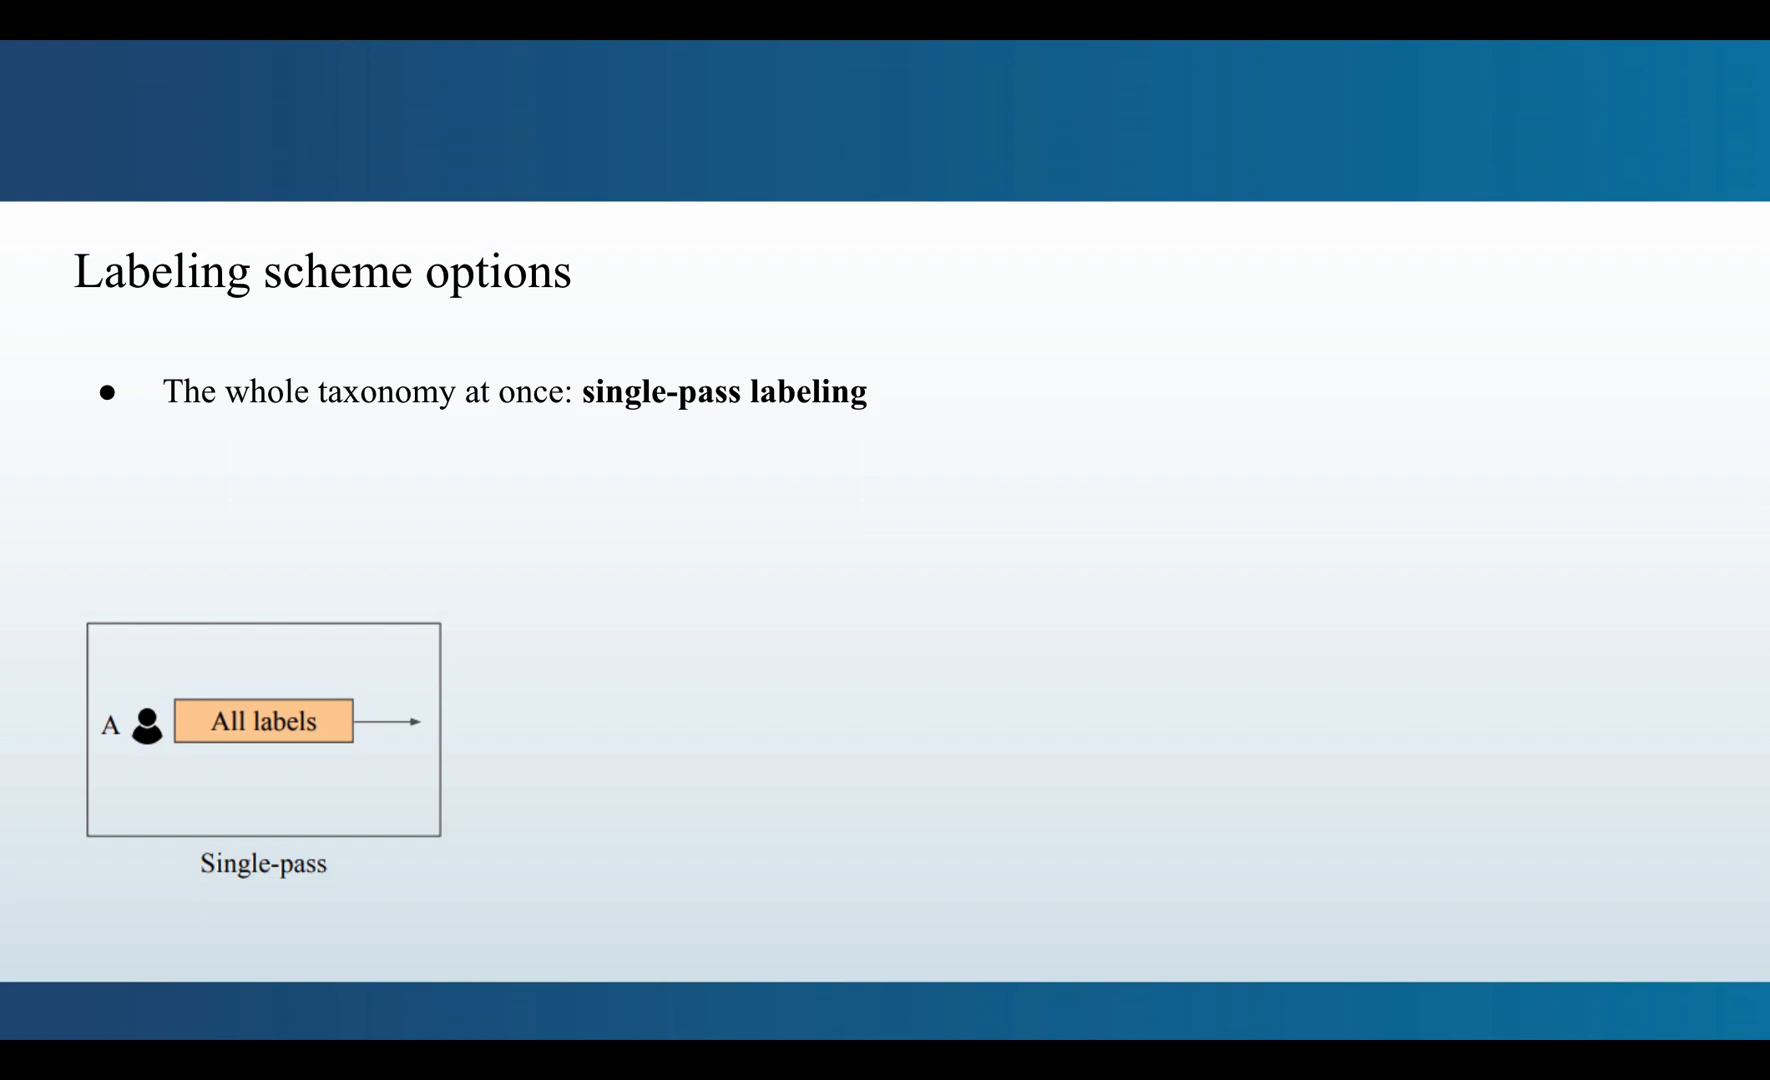 Labeling scheme options
● The whole taxonomy at once: single-pass labeling
A All labels
Single-pass